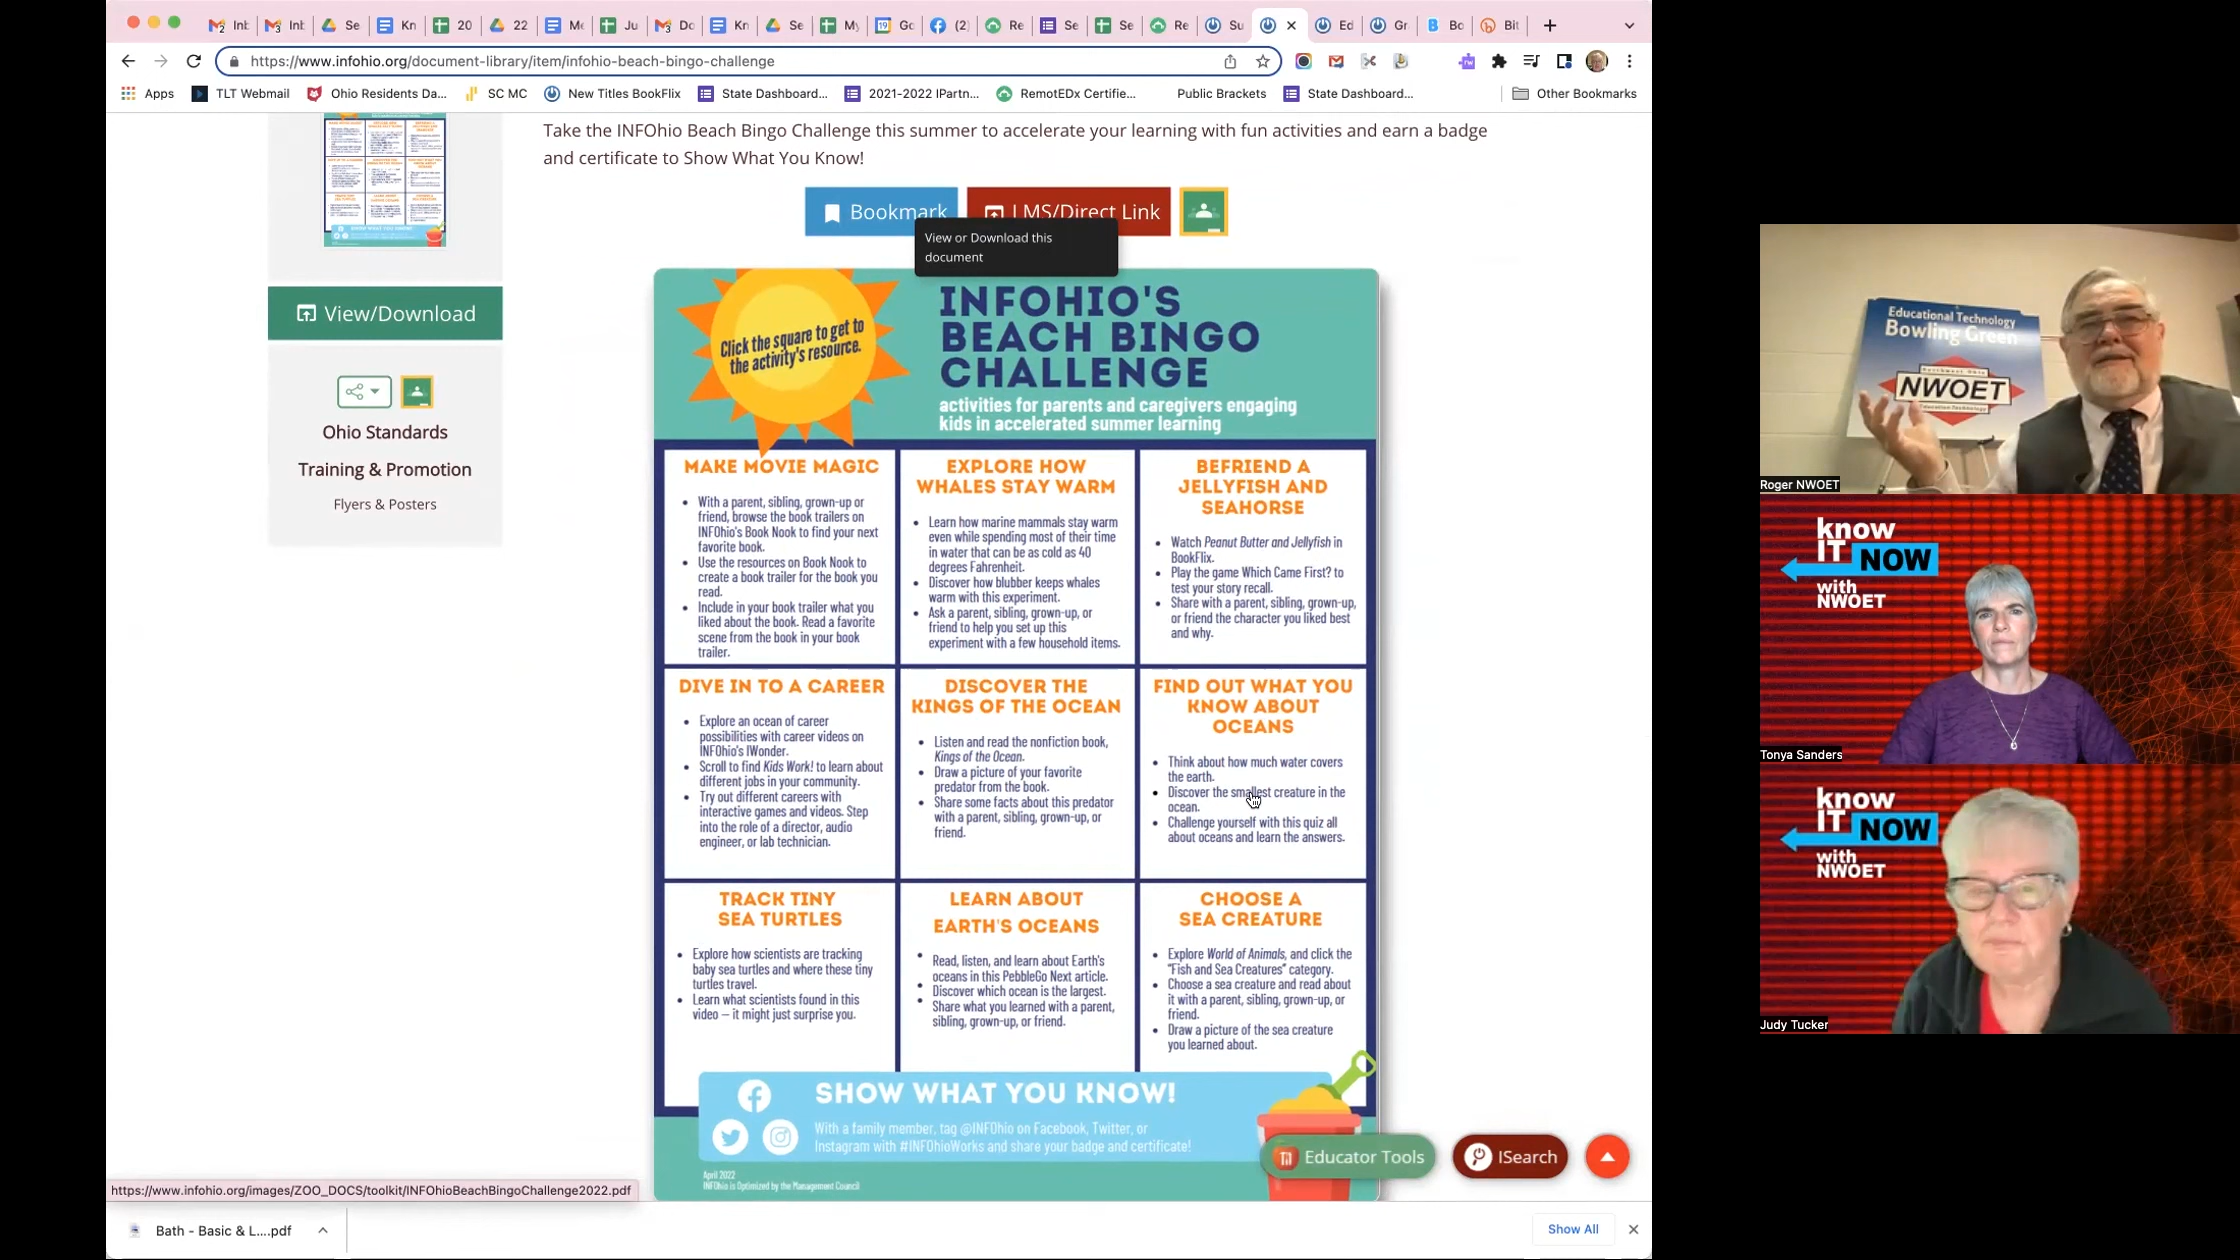 Inb
Inb
Se
Kn
20
22
Me
Ju
Do
Kn
Se
My
Go
(2)
Re
Se
Se
Re
Su
Ed
Gr
Bo
Bit
https://www.infohio.org/document-library/item/infohio-beach-bingo-challenge
Apps
TLT Webmail
Ohio Residents Da...
SC MC
New Titles BookFlix
State Dashboard...
2021-2022 IPartn...
RemotEDx Certifie...
Public Brackets
State Dashboard...
Other Bookmarks
Take the INFOhio Beach Bingo Challenge this summer to accelerate your learning with fun activities and earn a badge
and certificate to Show What You Know!
Bookmark
LMS/Direct Link
View or Download this
document
View/Download
Ohio Standards
Training & Promotion
Flyers & Posters
Click the square to get to
the activity's resource.
INFOHIO'S
BEACH BINGO
CHALLENGE
activities for parents and caregivers engaging
kids in accelerated summer learning
MAKE MOVIE MAGIC
• With a parent, sibling, grown-up or
friend, browse the book trailers on
INFOhio's Book Nook to find your next
favorite book.
• Use the resources on Book Nook to
create a book trailer for the book you
read.
• Include in your book trailer what you
liked about the book. Read a favorite
scene from the book in your book
trailer.
EXPLORE HOW
WHALES STAY WARM
• Learn how marine mammals stay warm
even while spending most of their time
in water that can be as cold as 40
degrees Fahrenheit.
• Discover how blubber keeps whales
warm with this experiment.
• Ask a parent, sibling, grown-up, or
friend to help you set up this
experiment with a few household items.
BEFRIEND A
JELLYFISH AND
SEAHORSE
• Watch Peanut Butter and Jellyfish in
BookFlix.
• Play the game Which Came First? to
test your story recall.
• Share with a parent, sibling, grown-up,
or friend the character you liked best
and why.
DIVE IN TO A CAREER
• Explore an ocean of career
possibilities with career videos on
INFOhio's IWonder.
• Scroll to find Kids Work! to learn about
different jobs in your community.
• Try out different careers with
interactive games and videos. Step
into the role of a director, audio
engineer, or lab technician.
DISCOVER THE
KINGS OF THE OCEAN
• Listen and read the nonfiction book,
Kings of the Ocean.
• Draw a picture of your favorite
predator from the book.
• Share some facts about this predator
with a parent, sibling, grown-up, or
friend.
FIND OUT WHAT YOU
KNOW ABOUT
OCEANS
• Think about how much water covers
the earth.
• Discover the smallest creature in the
ocean.
• Challenge yourself with this quiz all
about oceans and learn the answers.
TRACK TINY
SEA TURTLES
• Explore how scientists are tracking
baby sea turtles and where these tiny
turtles travel.
• Learn what scientists found in this
video – it might just surprise you.
LEARN ABOUT
EARTH'S OCEANS
• Read, listen, and learn about Earth's
oceans in this PebbleGo Next article.
• Discover which ocean is the largest.
• Share what you learned with a parent,
sibling, grown-up, or friend.
CHOOSE A
SEA CREATURE
• Explore World of Animals, and click the
"Fish and Sea Creatures" category.
• Choose a sea creature and read about
it with a parent, sibling, grown-up, or
friend.
• Draw a picture of the sea creature
you learned about.
SHOW WHAT YOU KNOW!
With a family member, tag @INFOhio on Facebook, Twitter, or
Instagram with #INFOhioWorks and share your badge and certificate!
April 2022
INFOhio is Optimized by the Management Council
Educator Tools
ISearch
https://www.infohio.org/images/ZOO_DOCS/toolkit/INFOhioBeachBingoChallenge2022.pdf
Bath - Basic & L....pdf
Show All
Educational Technology
Bowling Green
Northwest Ohio
NWOET
Education Technology
Roger NWOET
know
IT NOW
with
NWOET
Tonya Sanders
know
IT NOW
with
NWOET
Judy Tucker